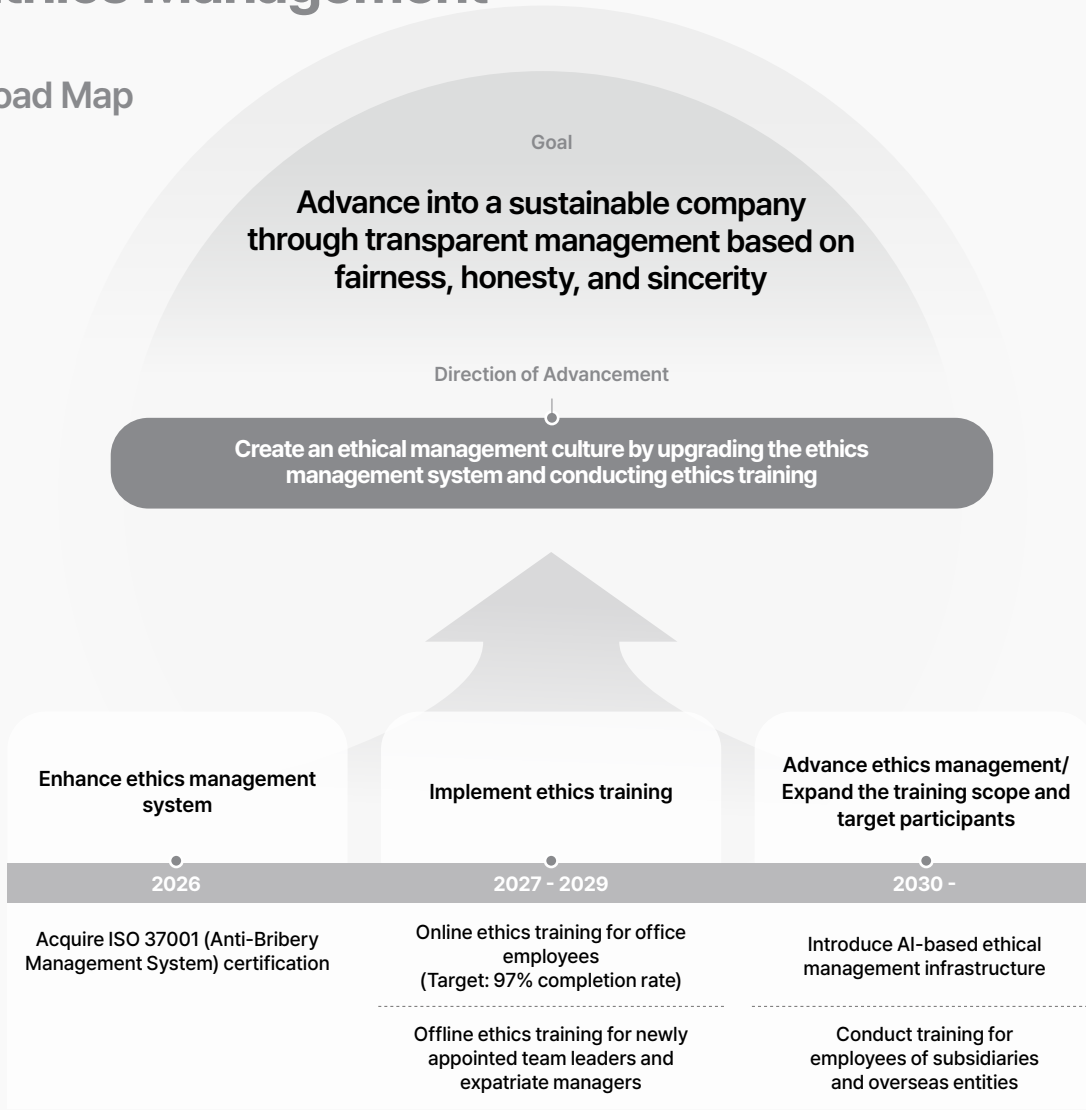 Management
Road Map
Goal
Advance into a sustainable company
through transparent management based on
fairness, honesty, and sincerity
Direction of Advancement
Create an ethical management culture by upgrading the ethics
management system and conducting ethics training
Enhance ethics management
system
Implement ethics training
Advance ethics management/
Expand the training scope and
target participants
2026
2027 - 2029
2030 -
Acquire ISO 37001 (Anti-Bribery
Management System) certification
Online ethics training for office
employees
(Target: 97% completion rate)
Offline ethics training for newly
appointed team leaders and
expatriate managers
Introduce AI-based ethical
management infrastructure
Conduct training for
employees of subsidiaries
and overseas entities